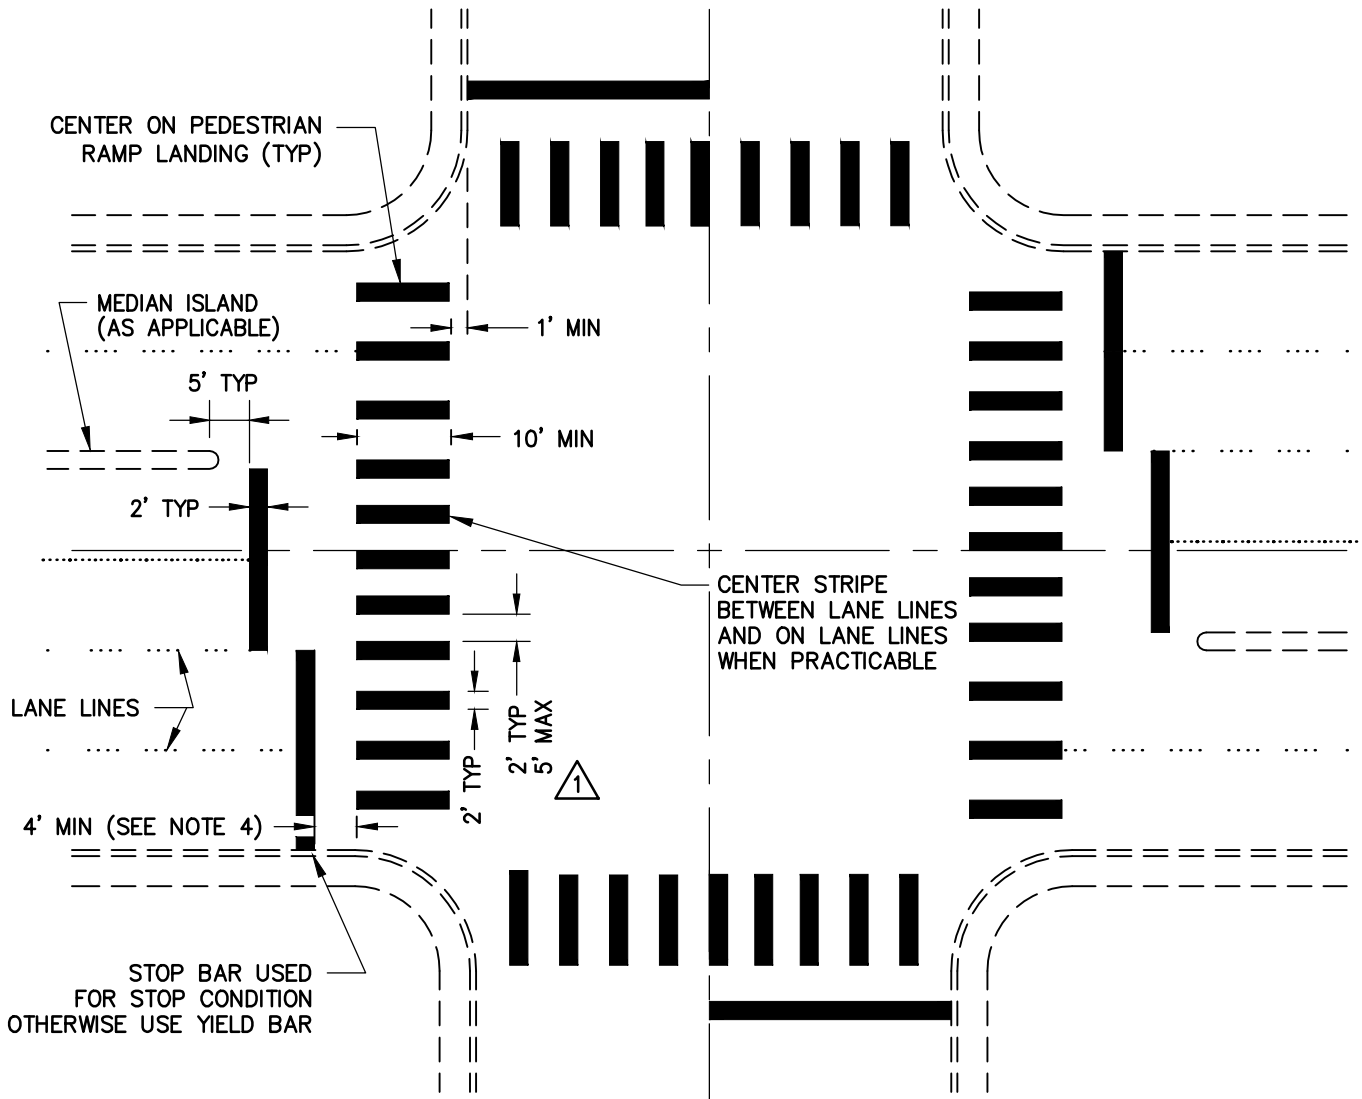 CENTER ON PEDESTRIAN
RAMP LANDING (TYP)
MEDIAN ISLAND
(AS APPLICABLE)
1' MIN
5' TYP
10' MIN
2' TYP
CENTER STRIPE
BETWEEN LANE LINES
AND ON LANE LINES
WHEN PRACTICABLE
LANE LINES
2' TYP
5' MAX
2' TYP
1
4' MIN (SEE NOTE 4)
STOP BAR USED
FOR STOP CONDITION
OTHERWISE USE YIELD BAR